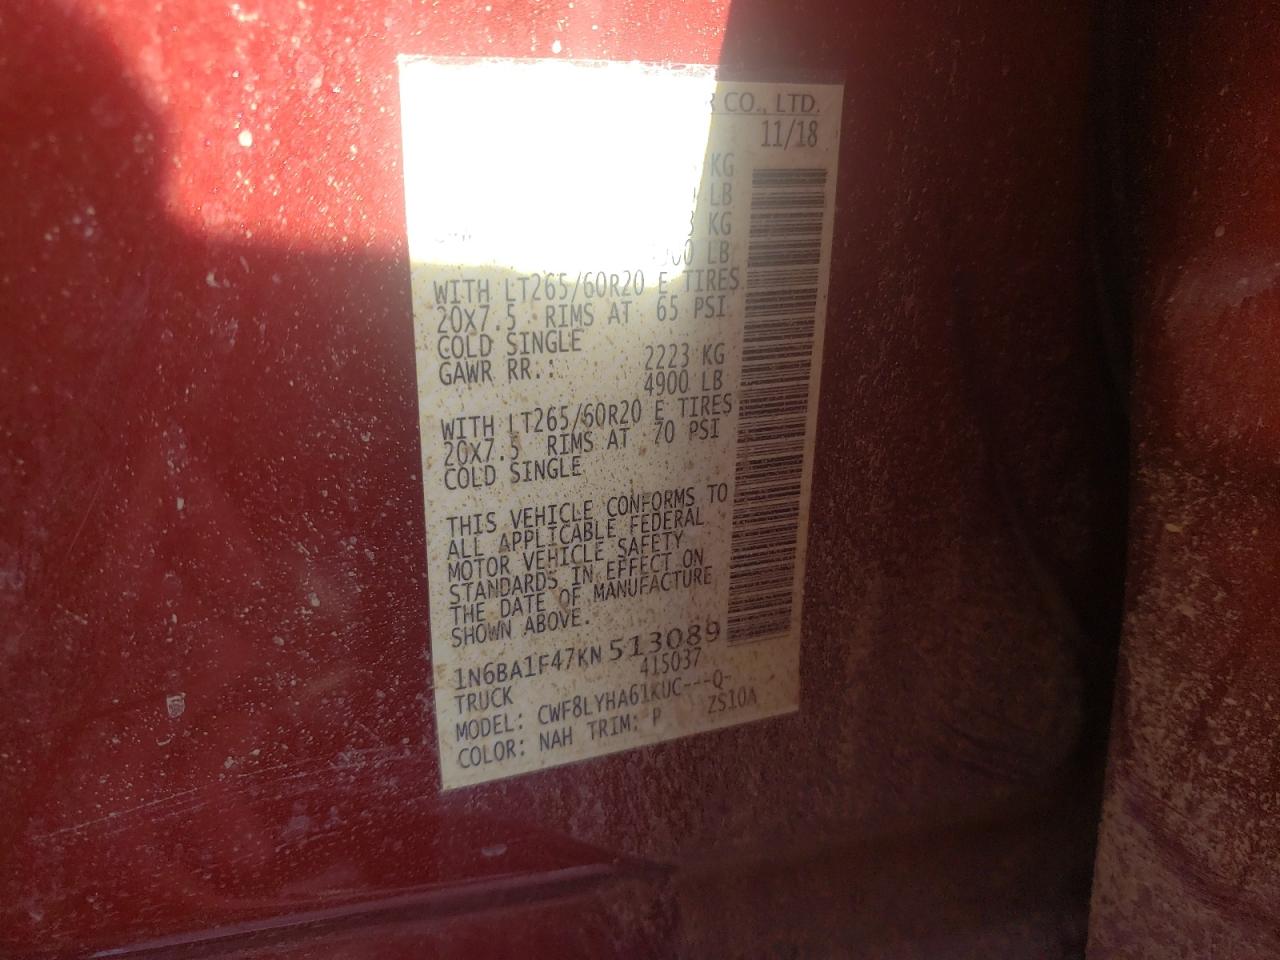 CO., LTD.
11/18
KG
LB
KG
00 LB
WITH LT265/60R20 E TIRES
20X7.5 RIMS AT 65 PSI
COLD SINGLE
GAWR RR.: 2223 KG
4900 LB
WITH LT265/60R20 E TIRES
20X7.5 RIMS AT 70 PSI
COLD SINGLE
THIS VEHICLE CONFORMS TO
ALL APPLICABLE FEDERAL
MOTOR VEHICLE SAFETY
STANDARDS IN EFFECT ON
THE DATE OF MANUFACTURE
SHOWN ABOVE.
1N6BA1F47KN513089
TRUCK 415037
MODEL: CWF8LYHA61KUC---Q-
COLOR: NAH TRIM: P ZS10A